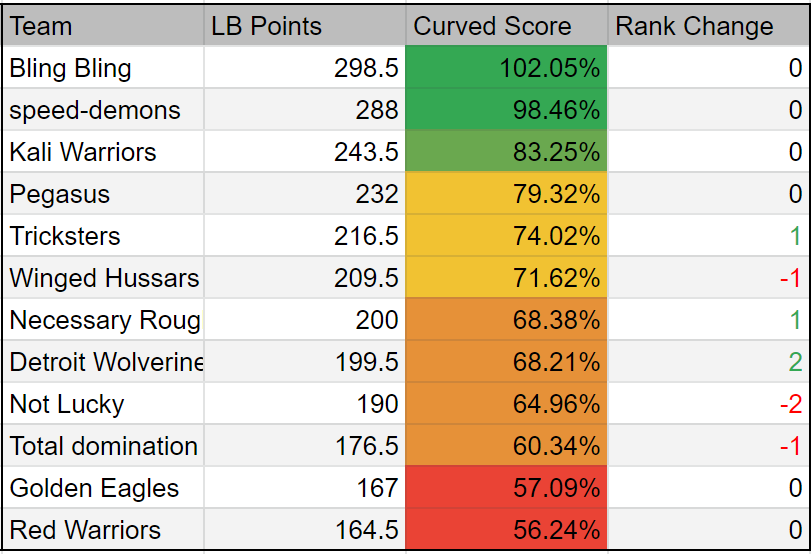 Team LB Points Curved Score Rank Change
Bling Bling 298.5 102.05% 0
speed-demons 288 98.46% 0
Kali Warriors 243.5 83.25% 0
Pegasus 232 79.32% 0
Tricksters 216.5 74.02% 1
Winged Hussars 209.5 71.62% -1
Necessary Roug 200 68.38% 1
Detroit Wolverine 199.5 68.21% 2
Not Lucky 190 64.96% -2
Total domination 176.5 60.34% -1
Golden Eagles 167 57.09% 0
Red Warriors 164.5 56.24% 0